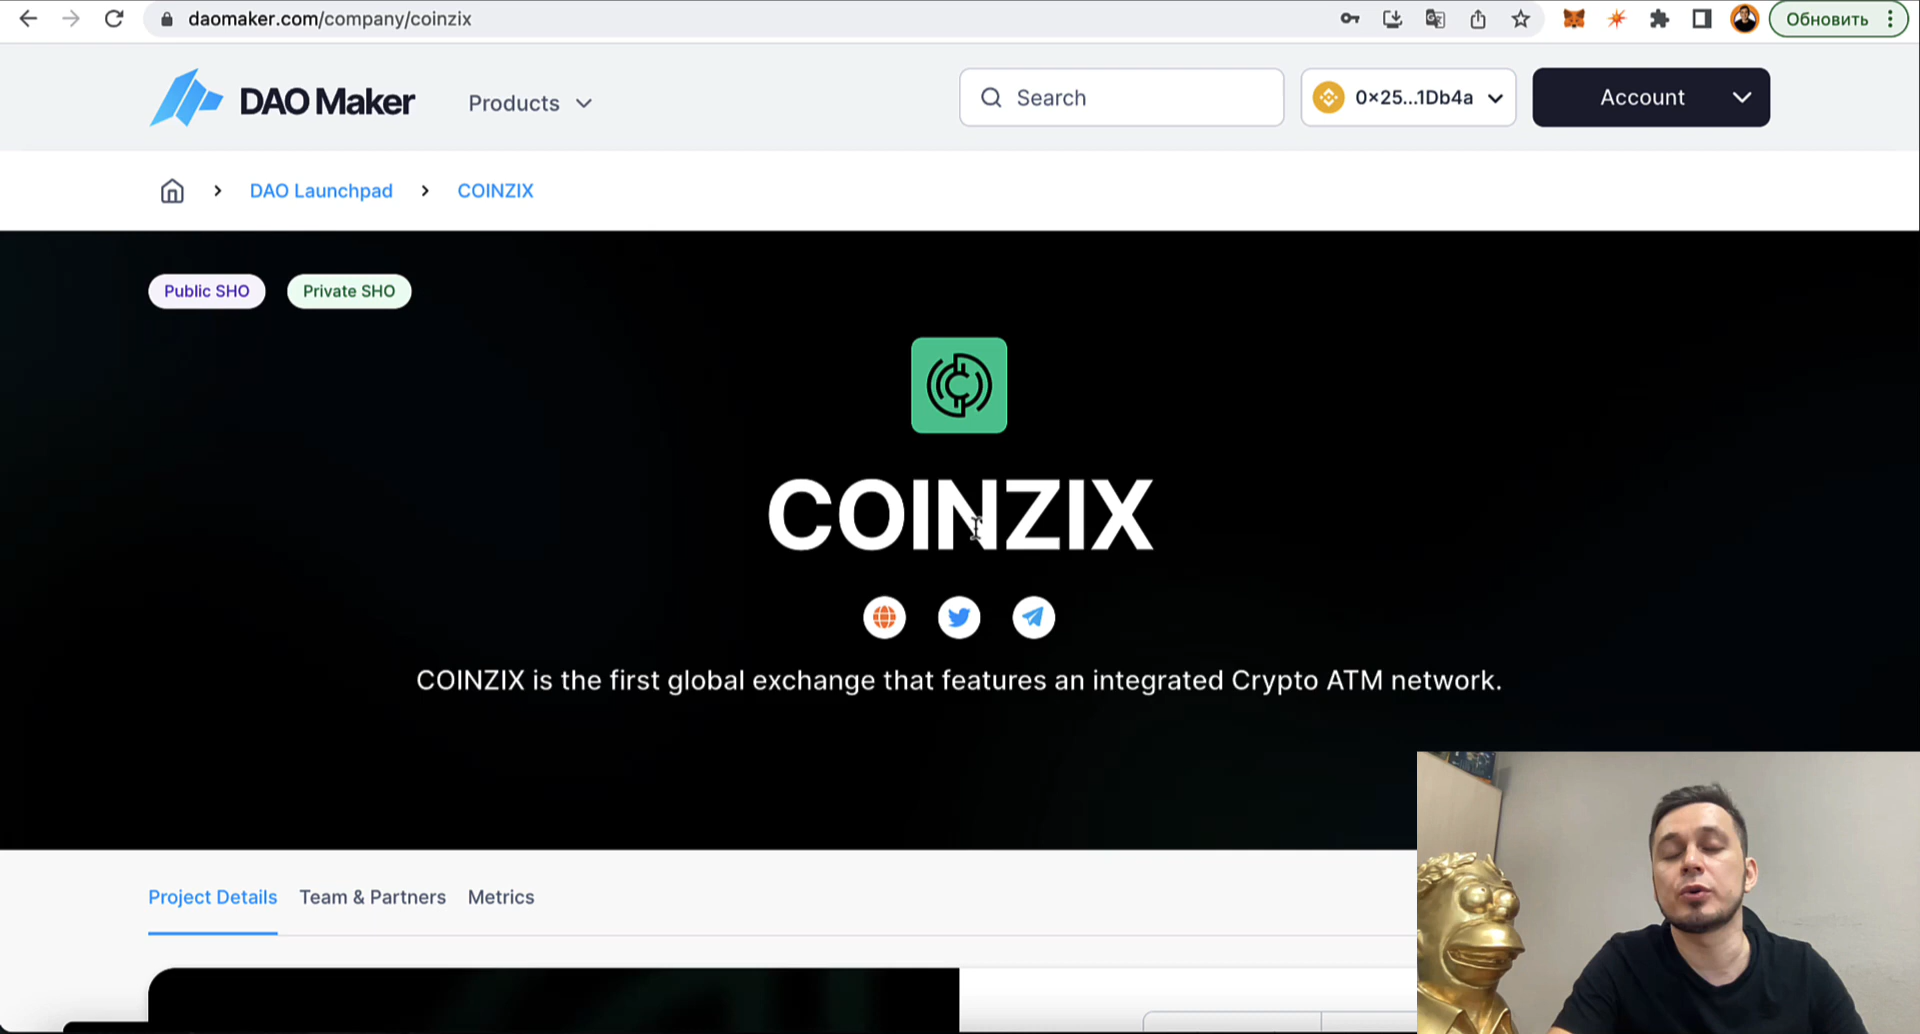 daomaker.com/company/coinzix
Обновить
DAO Maker
Products
Search
0×25...1Db4a
Account
DAO Launchpad
COINZIX
Public SHO
Private SHO
COINZIX
COINZIX is the first global exchange that features an integrated Crypto ATM network.
Project Details
Team & Partners
Metrics